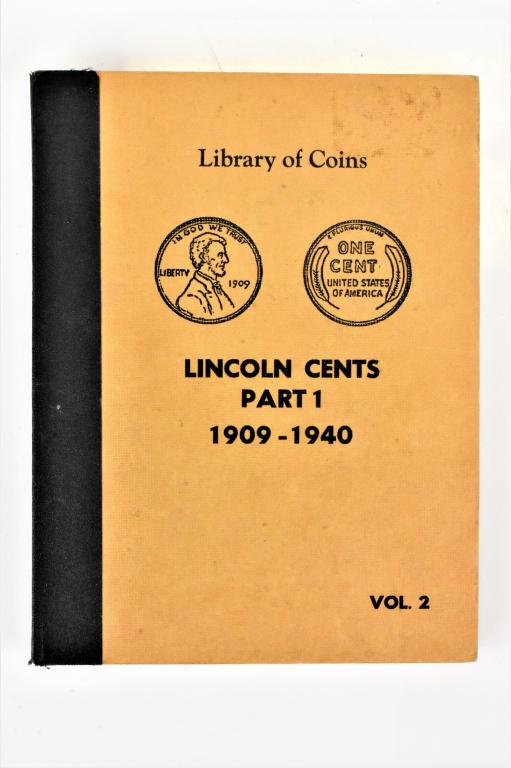 Library of Coins
IN GOD WE TRUST
LIBERTY
1909
E PLURIBUS UNUM
ONE
CENT
UNITED STATES
OF AMERICA
LINCOLN CENTS
PART 1
1909-1940
VOL. 2